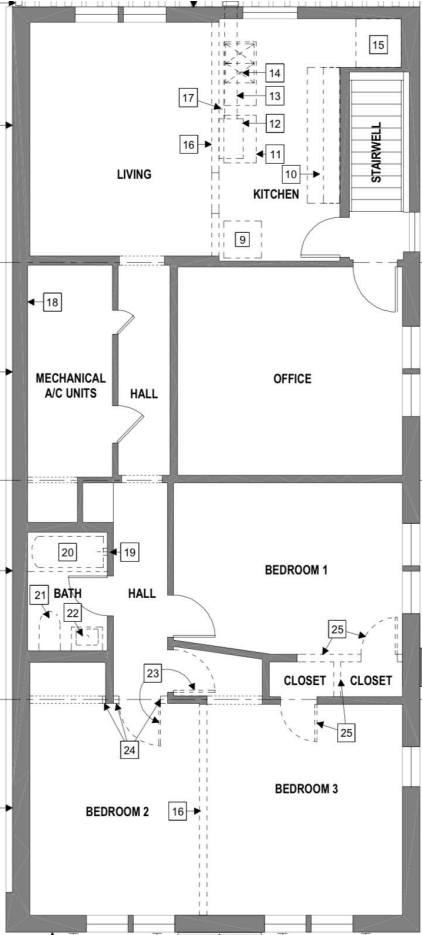 15
14
13
17
12
16
11
LIVING
10
KITCHEN
STAIRWELL
9
18
MECHANICAL
A/C UNITS
HALL
OFFICE
20
19
BATH
HALL
BEDROOM 1
21
22
25
23
CLOSET
CLOSET
24
25
BEDROOM 2
16
BEDROOM 3